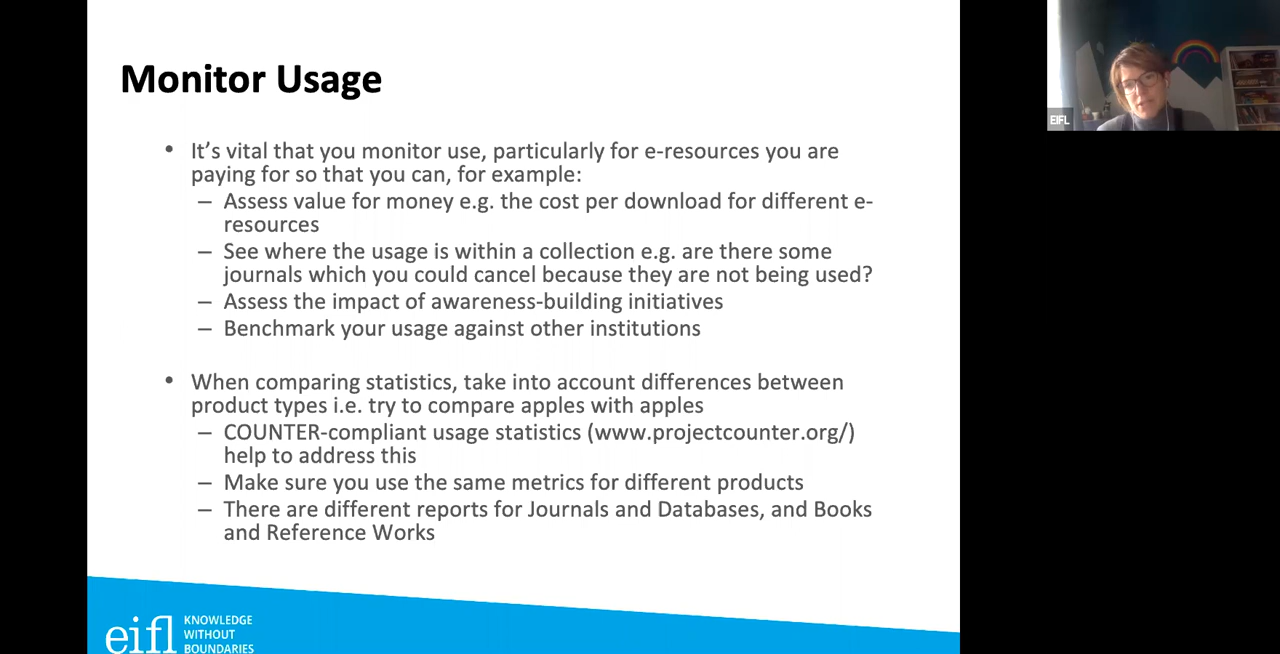 Monitor Usage
• It's vital that you monitor use, particularly for e-resources you are
paying for so that you can, for example:
– Assess value for money e.g. the cost per download for different e-
resources
– See where the usage is within a collection e.g. are there some
journals which you could cancel because they are not being used?
– Assess the impact of awareness-building initiatives
– Benchmark your usage against other institutions
• When comparing statistics, take into account differences between
product types i.e. try to compare apples with apples
– COUNTER-compliant usage statistics (www.projectcounter.org/)
help to address this
– Make sure you use the same metrics for different products
– There are different reports for Journals and Databases, and Books
and Reference Works
eifl
KNOWLEDGE
WITHOUT
BOUNDARIES
EIFL